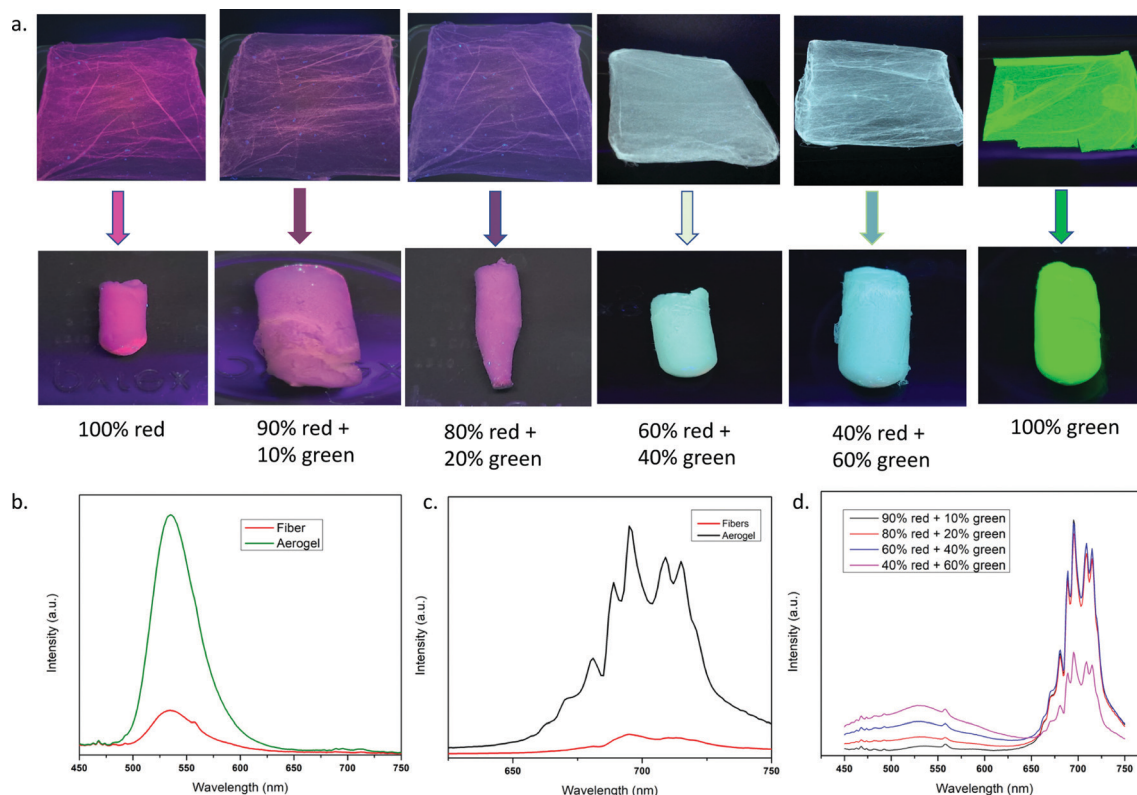 a.
100% red
90% red +
10% green
80% red +
20% green
60% red +
40% green
40% red +
60% green
100% green
b.
Fiber
Aerogel
Intensity (a.u.)
450 500 550 600 650 700 750
Wavelength (nm)
c.
Fibers
Aerogel
Intensity (a.u.)
650 700 750
Wavelength (nm)
d.
90% red + 10% green
80% red + 20% green
60% red + 40% green
40% red + 60% green
Intensity (a.u.)
450 500 550 600 650 700 750
Wavelength (nm)